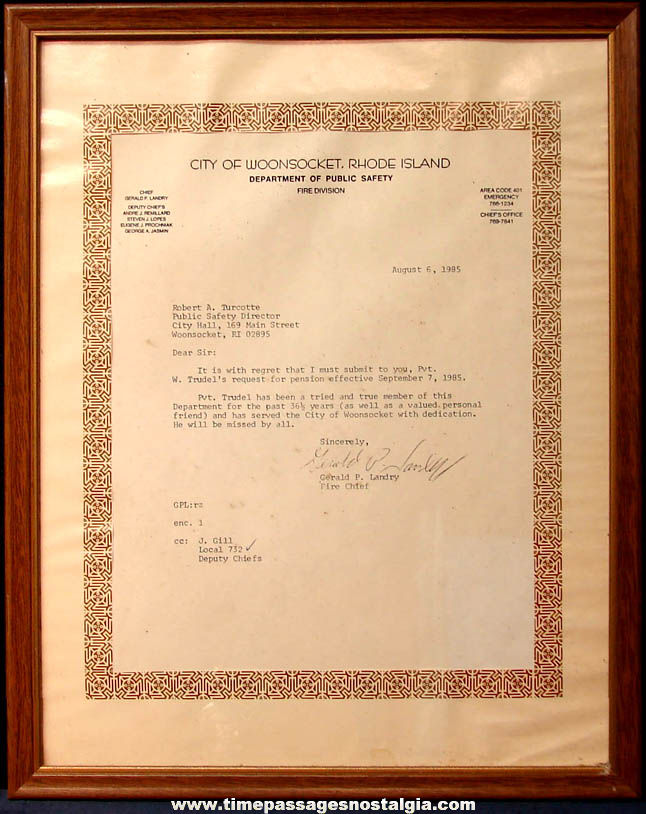 CITY OF WOONSOCKET, RHODE ISLAND
DEPARTMENT OF PUBLIC SAFETY
FIRE DIVISION
CHIEF
GERALD P. LANDRY
DEPUTY CHIEF'S
ANDRE J. REMILLARD
STEVEN J. LOPES
EUGENE J. PROCHNIAK
GEORGE A. JASMIN
AREA CODE 401
EMERGENCY
766-1234
CHIEF'S OFFICE
769-7841
August 6, 1985
Robert A. Turcotte
Public Safety Director
City Hall, 169 Main Street
Woonsocket, RI 02895
Dear Sir:
It is with regret that I must submit to you, Pvt.
W. Trudel's request for pension effective September 7, 1985.
Pvt. Trudel has been a tried and true member of this
Department for the past 36½ years (as well as a valued personal
friend) and has served the City of Woonsocket with dedication.
He will be missed by all.
Sincerely,
Gerald P. Landry
Gerald P. Landry
Fire Chief
GPL:rz
enc. 1
cc: J. Gill
Local 732 ✓
Deputy Chiefs
www.timepassagesnostalgia.com